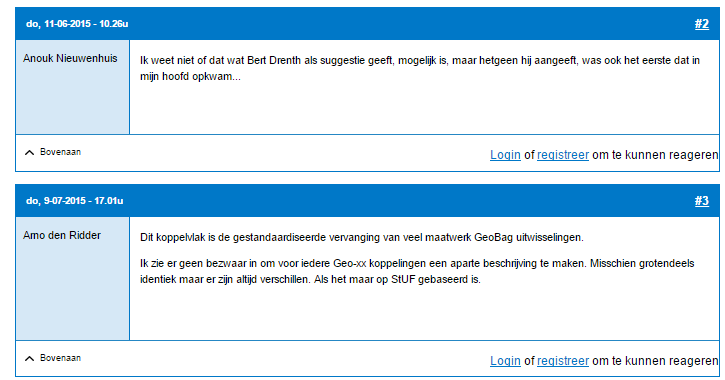 do, 11-06-2015 - 10.26u #2
Anouk Nieuwenhuis
Ik weet niet of dat wat Bert Drenth als suggestie geeft, mogelijk is, maar hetgeen hij aangeeft, was ook het eerste dat in
mijn hoofd opkwam...
Bovenaan
Login of registreer om te kunnen reageren
do, 9-07-2015 - 17.01u #3
Arno den Ridder
Dit koppelvlak is de gestandaardiseerde vervanging van veel maatwerk GeoBag uitwisselingen.
Ik zie er geen bezwaar in om voor iedere Geo-xx koppelingen een aparte beschrijving te maken. Misschien grotendeels
identiek maar er zijn altijd verschillen. Als het maar op StUF gebaseerd is.
Bovenaan
Login of registreer om te kunnen reageren